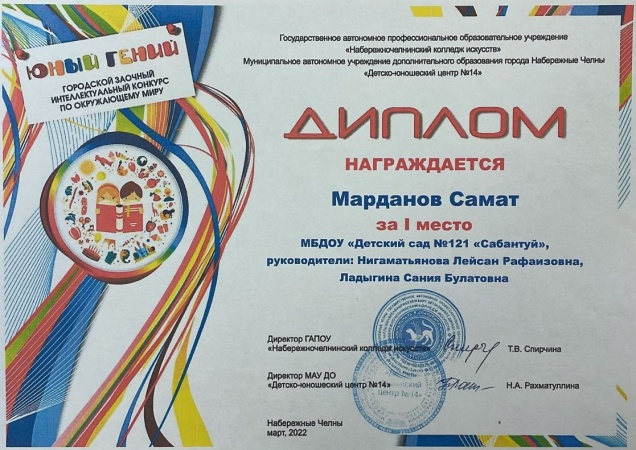 Государственное автономное профессиональное образовательное учреждение
«Набережночелнинский колледж искусств»
Муниципальное автономное учреждение дополнительного образования города Набережные Челны
«Детско-юношеский центр №14»
ЮНЫЙ ГЕНИЙ
ГОРОДСКОЙ ЗАОЧНЫЙ
ИНТЕЛЛЕКТУАЛЬНЫЙ КОНКУРС
ПО ОКРУЖАЮЩЕМУ МИРУ
ДИПЛОМ
НАГРАЖДАЕТСЯ
Марданов Самат
за I место
МБДОУ «Детский сад №121 «Сабантуй»,
руководители: Нигаматьянова Лейсан Рафаизовна,
Ладыгина Сания Булатовна
Директор ГАПОУ
«Набережночелнинский колледж искусств» Т.В. Спирчина
Директор МАУ ДО
«Детско-юношеский центр №14» Н.А. Рахматуллина
центр №14»
Набережные Челны
март, 2022